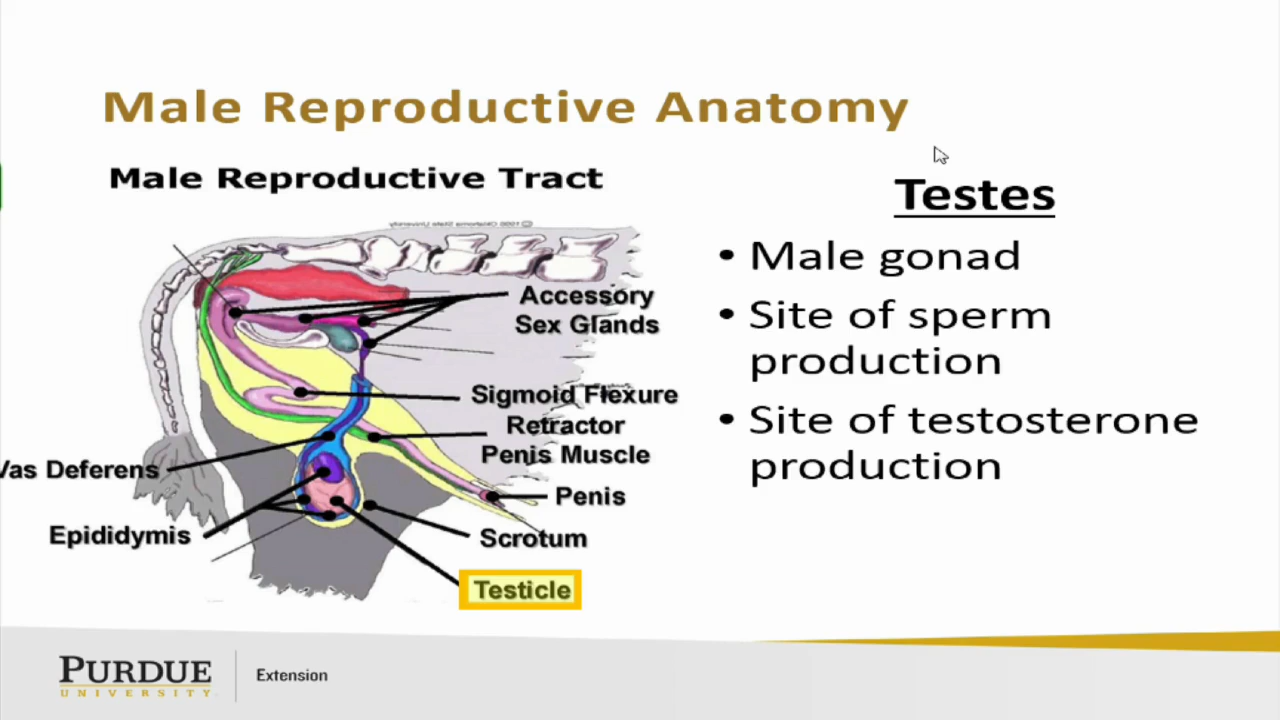 Male Reproductive Anatomy
Male Reproductive Tract
Accessory
Sex Glands
Sigmoid Flexure
Retractor
Penis Muscle
Vas Deferens
Penis
Epididymis
Scrotum
Testicle
Testes
• Male gonad
• Site of sperm
production
• Site of testosterone
production
PURDUE
UNIVERSITY
Extension